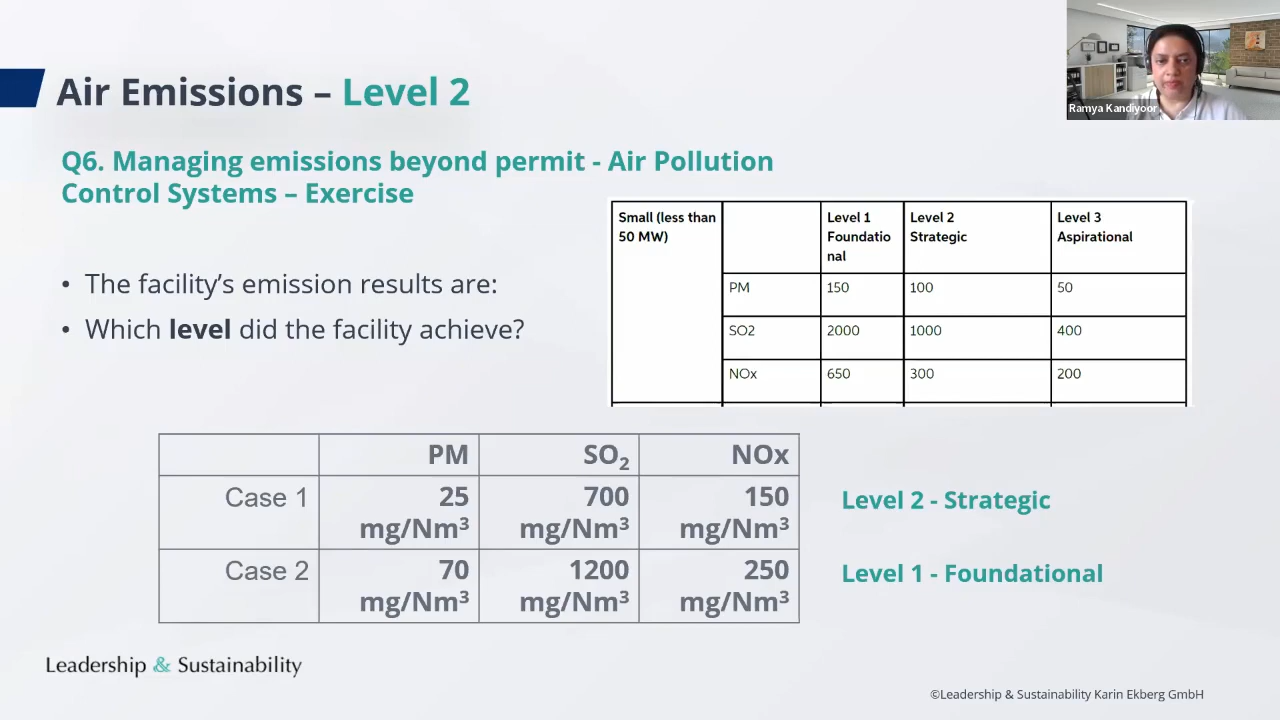 Air Emissions – Level 2
Ramya Kandiyoor
Q6. Managing emissions beyond permit - Air Pollution
Control Systems – Exercise
• The facility’s emission results are:
• Which level did the facility achieve?
Small (less than
50 MW)
Level 1
Foundatio
nal
Level 2
Strategic
Level 3
Aspirational
PM 150 100 50
SO2 2000 1000 400
NOx 650 300 200
PM SO₂ NOx
Case 1 25 700 150
mg/Nm³ mg/Nm³ mg/Nm³
Level 2 - Strategic
Case 2 70 1200 250
mg/Nm³ mg/Nm³ mg/Nm³
Level 1 - Foundational
Leadership & Sustainability
©Leadership & Sustainability Karin Ekberg GmbH